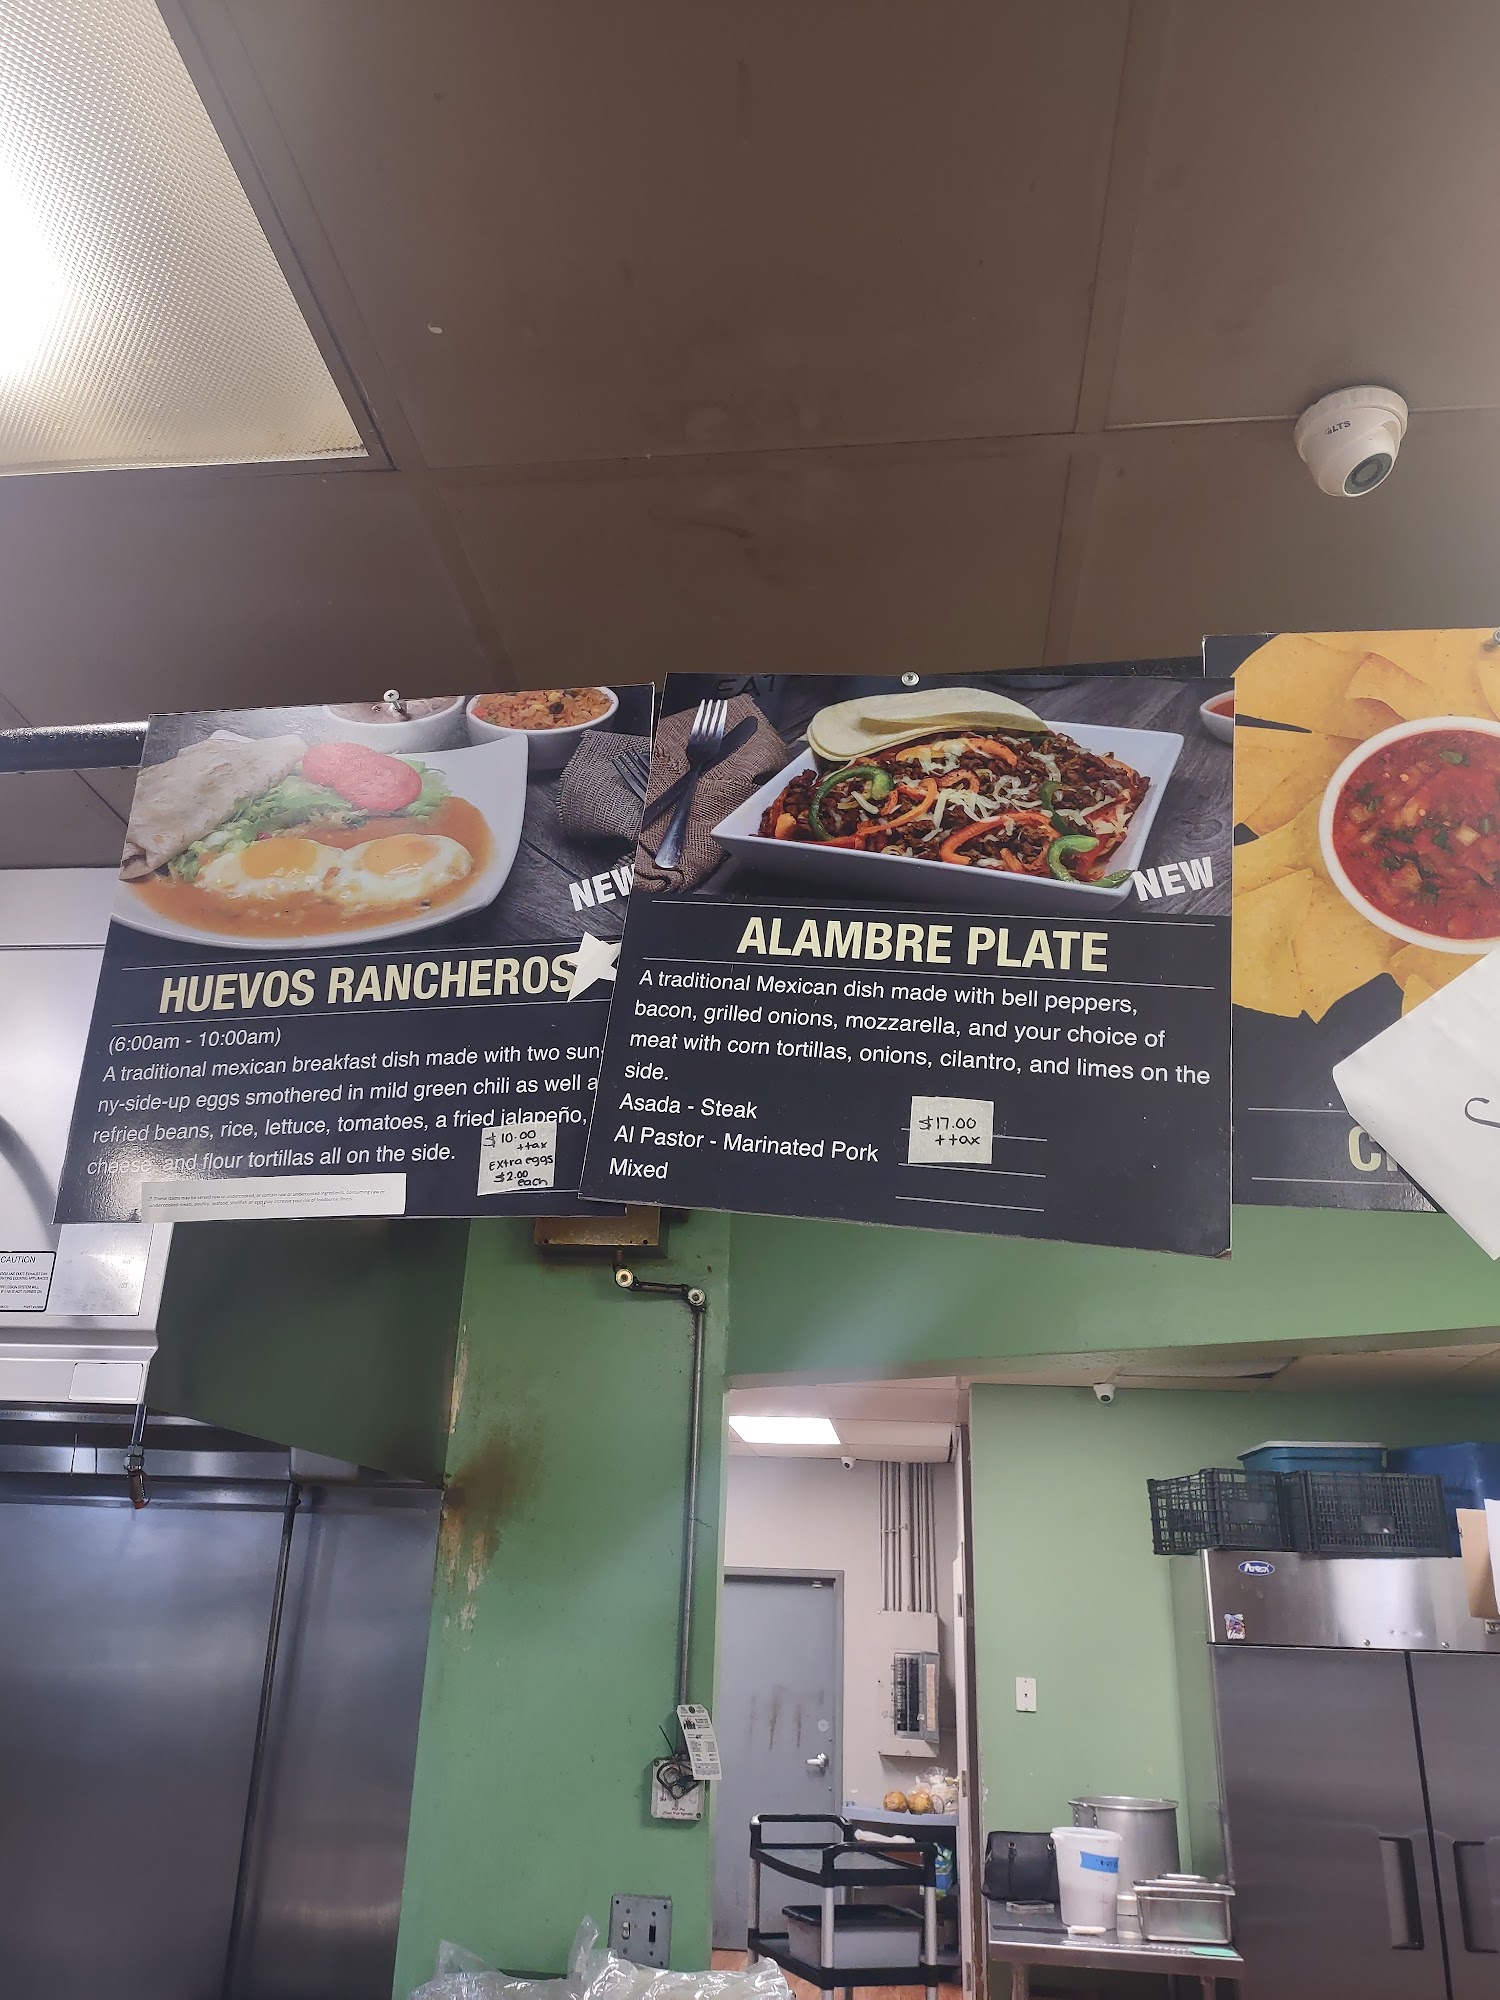 LTS
EAT
NEW
HUEVOS RANCHEROS
(6:00am - 10:00am)
A traditional mexican breakfast dish made with two sun-
ny-side-up eggs smothered in mild green chili as well a
refried beans, rice, lettuce, tomatoes, a fried jalapeño,
cheese, and flour tortillas all on the side.
$10.00
+tax
Extra eggs
$2.00
each
NEW
ALAMBRE PLATE
A traditional Mexican dish made with bell peppers,
bacon, grilled onions, mozzarella, and your choice of
meat with corn tortillas, onions, cilantro, and limes on the
side.
Asada - Steak
Al Pastor - Marinated Pork
Mixed
$17.00
+tax
C
CAUTION
Atosa